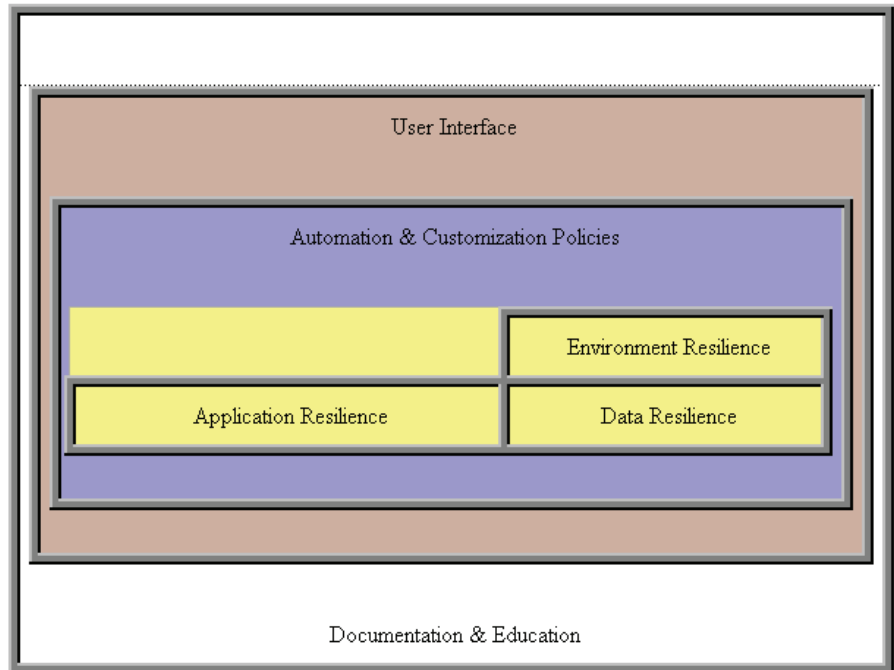 User Interface
Automation & Customization Policies
Environment Resilience
Application Resilience
Data Resilience
Documentation & Education